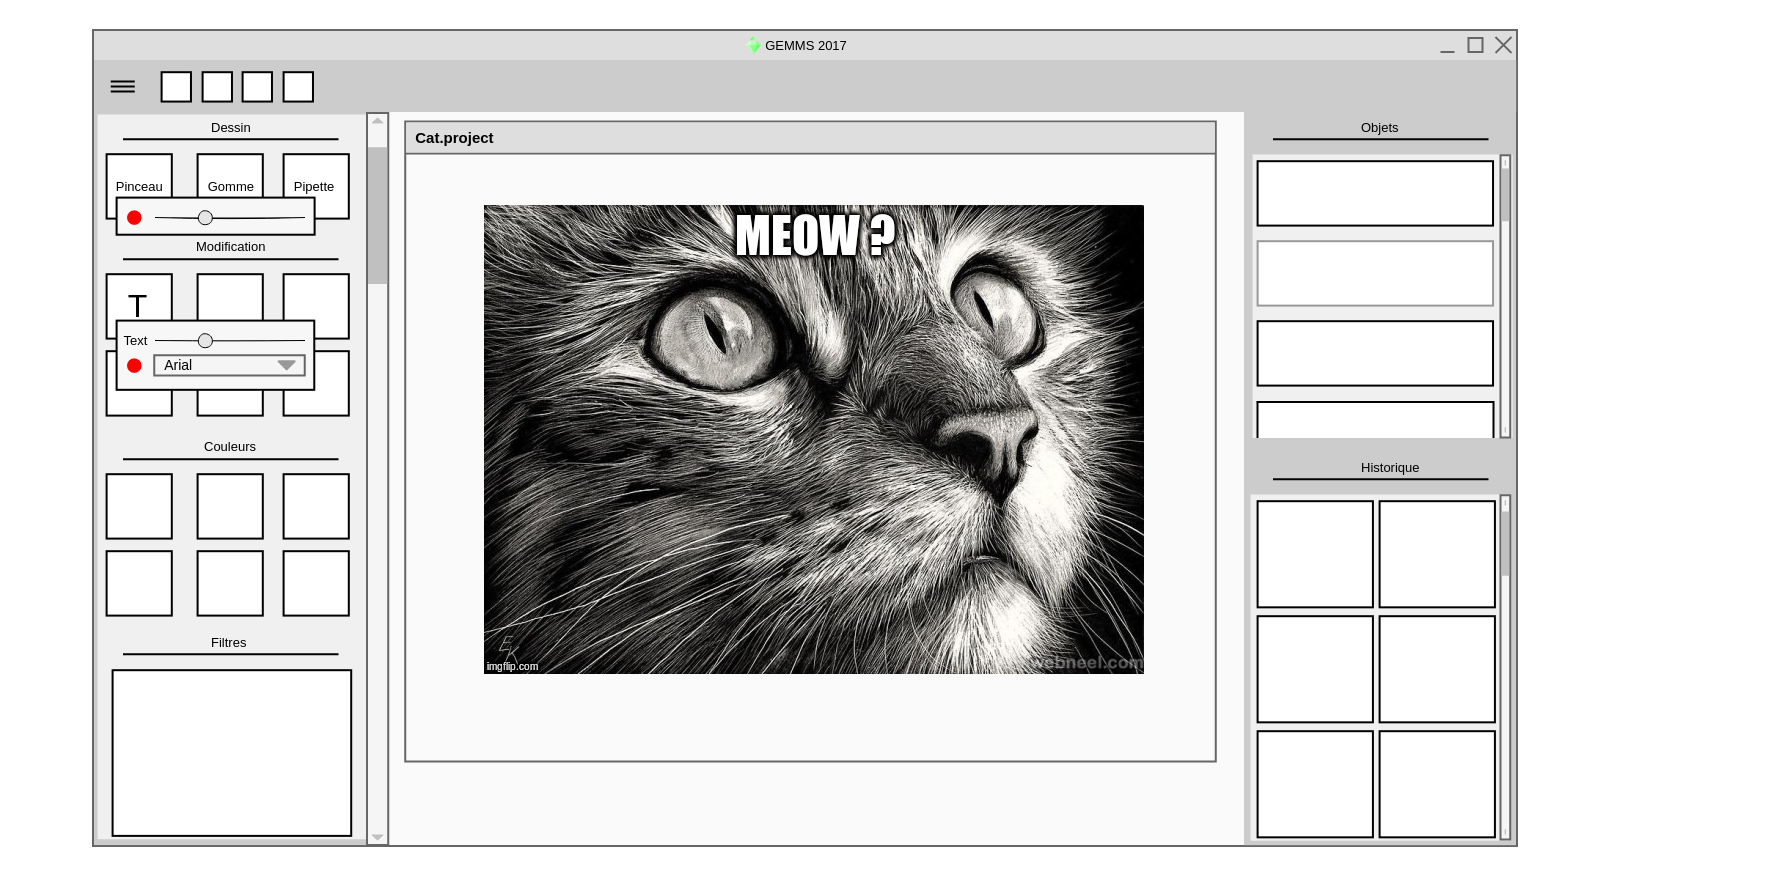 GEMMS 2017
Dessin
Pinceau
Gomme
Pipette
Modification
T
Text
Arial
Couleurs
Filtres
Cat.project
MEOW ?
imgflip.com
webneel.com
Objets
Historique